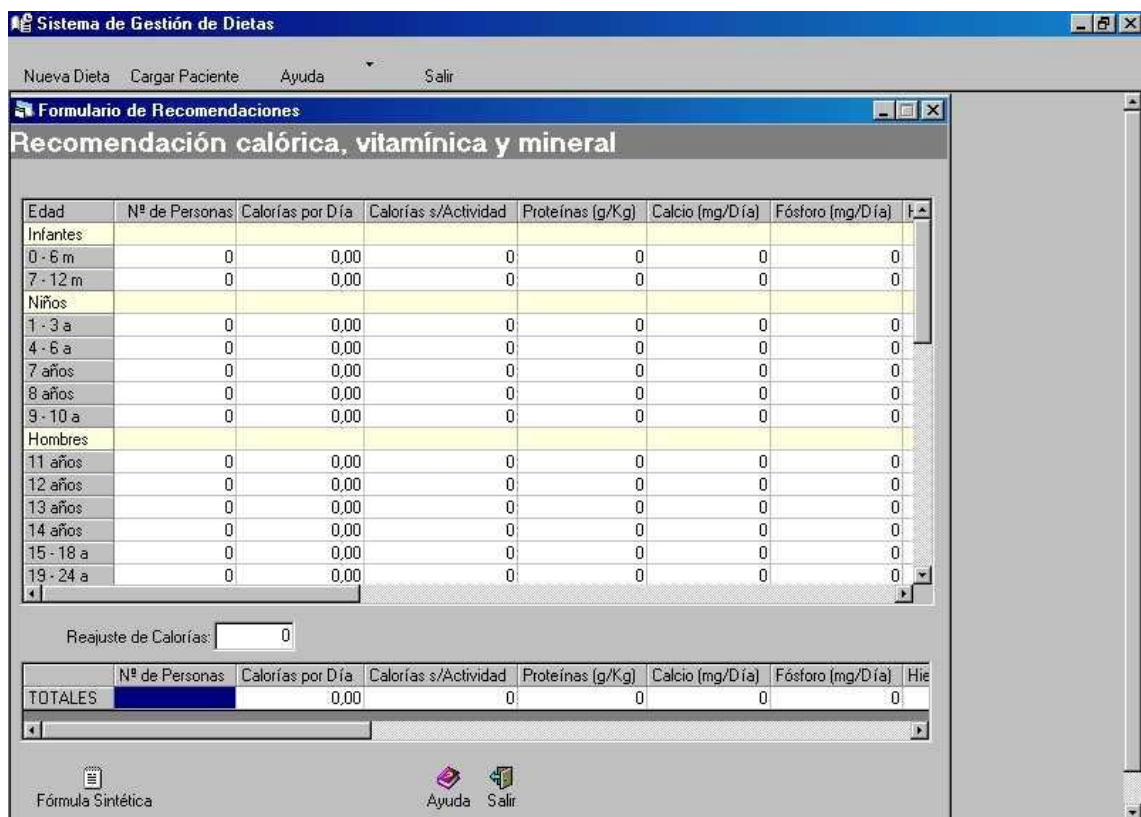 Sistema de Gestión de Dietas
Nueva Dieta Cargar Paciente Ayuda Salir
Formulario de Recomendaciones
Recomendación calórica, vitamínica y mineral
Edad Nº de Personas Calorías por Día Calorías s/Actividad Proteínas (g/Kg) Calcio (mg/Día) Fósforo (mg/Día)
Infantes
0 - 6 m 0 0,00 0 0 0 0
7 - 12 m 0 0,00 0 0 0 0
Niños
1 - 3 a 0 0,00 0 0 0 0
4 - 6 a 0 0,00 0 0 0 0
7 años 0 0,00 0 0 0 0
8 años 0 0,00 0 0 0 0
9 - 10 a 0 0,00 0 0 0 0
Hombres
11 años 0 0,00 0 0 0 0
12 años 0 0,00 0 0 0 0
13 años 0 0,00 0 0 0 0
14 años 0 0,00 0 0 0 0
15 - 18 a 0 0,00 0 0 0 0
19 - 24 a 0 0,00 0 0 0 0
Reajuste de Calorías: 0
Nº de Personas Calorías por Día Calorías s/Actividad Proteínas (g/Kg) Calcio (mg/Día) Fósforo (mg/Día) Hie
TOTALES 0,00 0 0 0 0
Fórmula Sintética Ayuda Salir